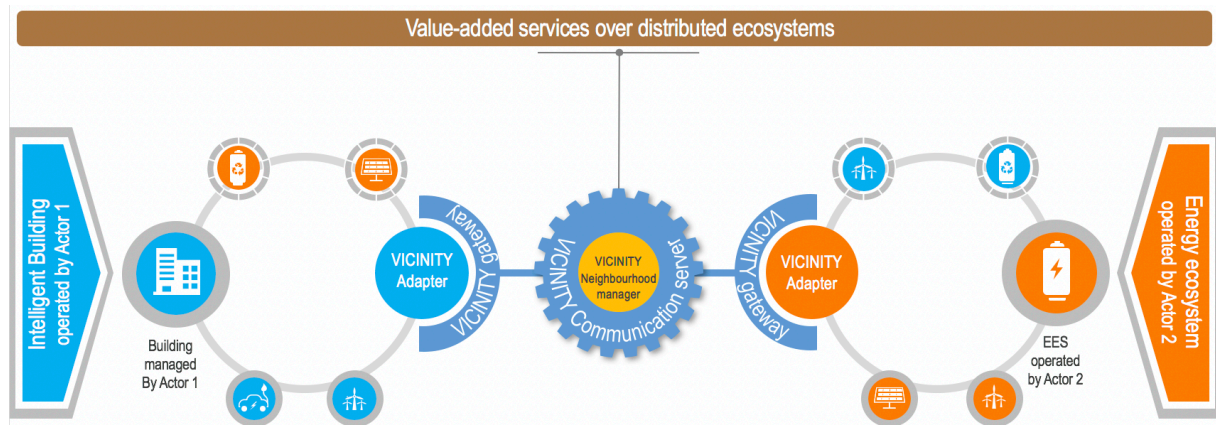 Value-added services over distributed ecosystems
Intelligent Building
operated by Actor 1
Building
managed
By Actor 1
VICINITY
Adapter
VICINITY gateway
VICINITY
Neighbourhood
manager
VICINITY Communication server
VICINITY gateway
VICINITY
Adapter
EES
operated
by Actor 2
Energy ecosystem
operated by Actor 2